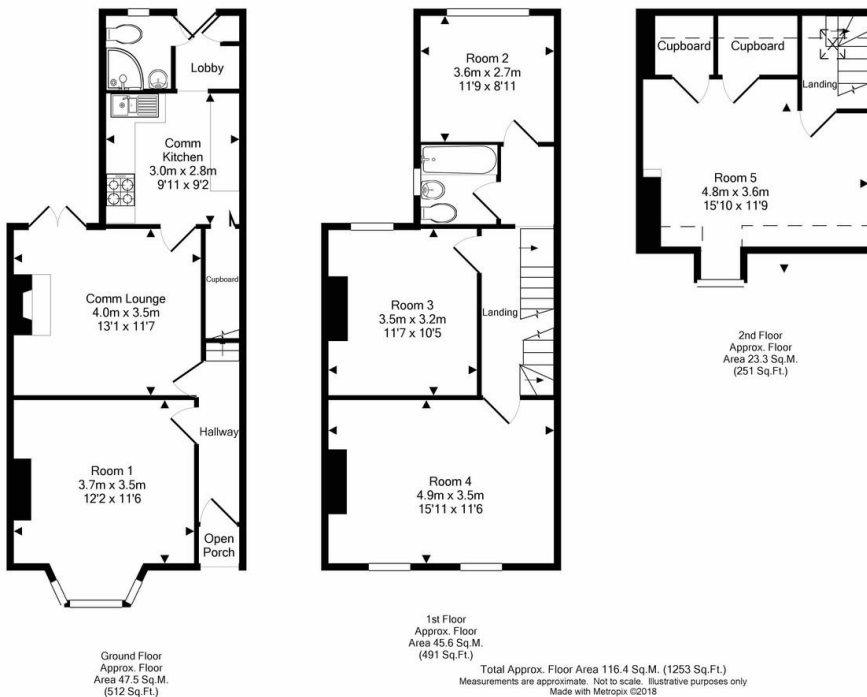 Lobby
Comm
Kitchen
3.0m x 2.8m
9'11 x 9'2
Cupboard
Comm Lounge
4.0m x 3.5m
13'1 x 11'7
Hallway
Room 1
3.7m x 3.5m
12'2 x 11'6
Open
Porch
Ground Floor
Approx. Floor
Area 47.5 Sq.M.
(512 Sq.Ft.)
Room 2
3.6m x 2.7m
11'9 x 8'11
Room 3
3.5m x 3.2m
11'7 x 10'5
Landing
Room 4
4.9m x 3.5m
15'11 x 11'6
1st Floor
Approx. Floor
Area 45.6 Sq.M.
(491 Sq.Ft.)
Cupboard
Cupboard
Landing
Room 5
4.8m x 3.6m
15'10 x 11'9
2nd Floor
Approx. Floor
Area 23.3 Sq.M.
(251 Sq.Ft.)
Total Approx. Floor Area 116.4 Sq.M. (1253 Sq.Ft.)
Measurements are approximate. Not to scale. Illustrative purposes only
Made with Metropix ©2018